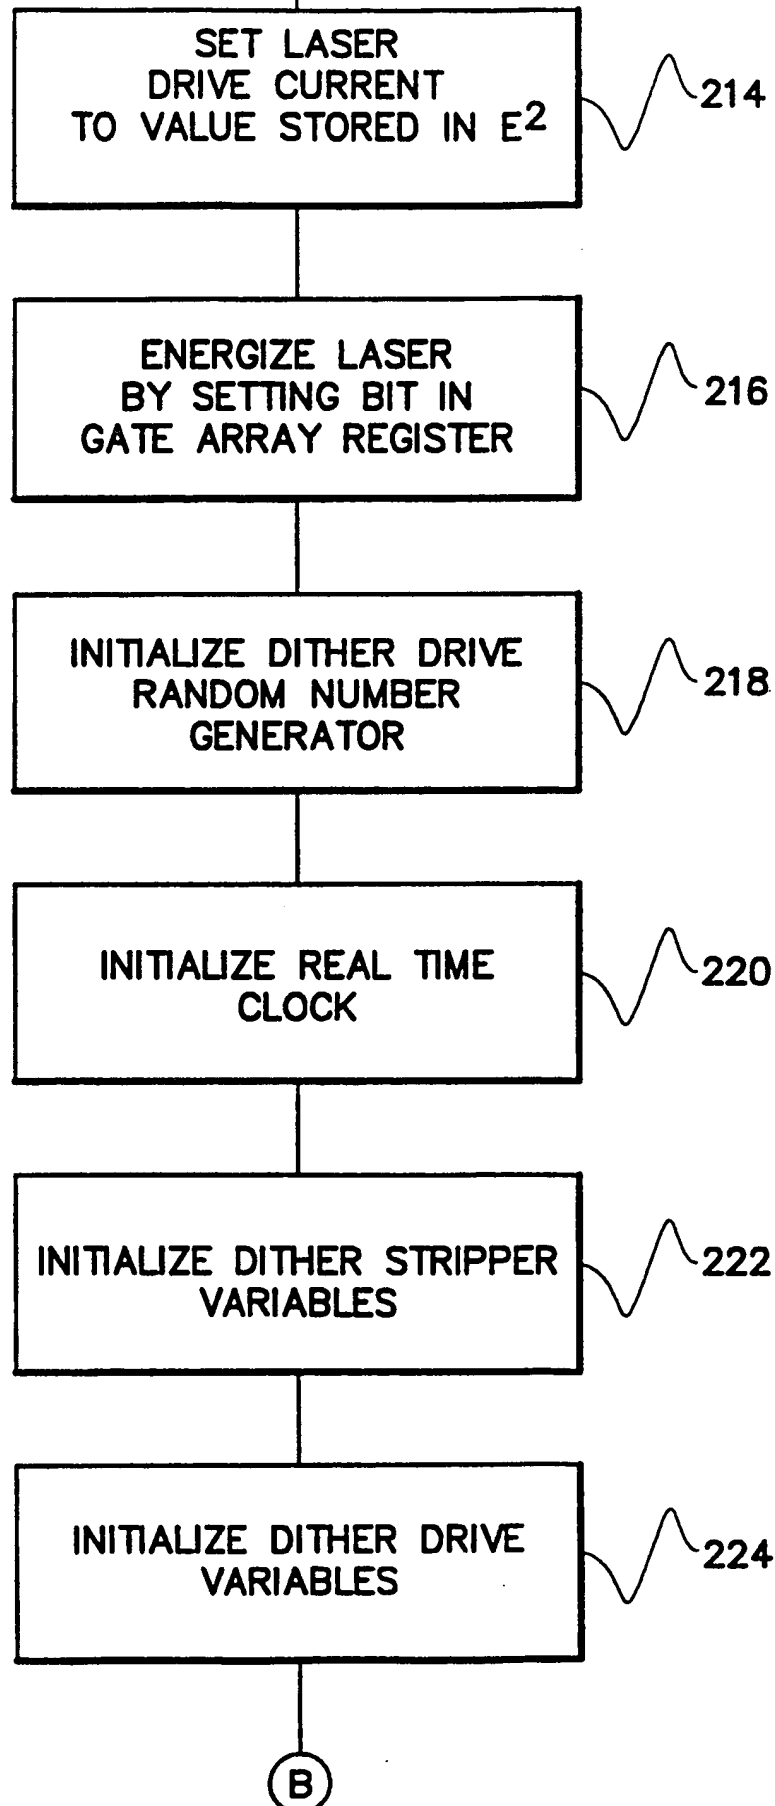 SET LASER
DRIVE CURRENT
TO VALUE STORED IN E²
214
ENERGIZE LASER
BY SETTING BIT IN
GATE ARRAY REGISTER
216
INITIALIZE DITHER DRIVE
RANDOM NUMBER
GENERATOR
218
INITIALIZE REAL TIME
CLOCK
220
INITIALIZE DITHER STRIPPER
VARIABLES
222
INITIALIZE DITHER DRIVE
VARIABLES
224
B